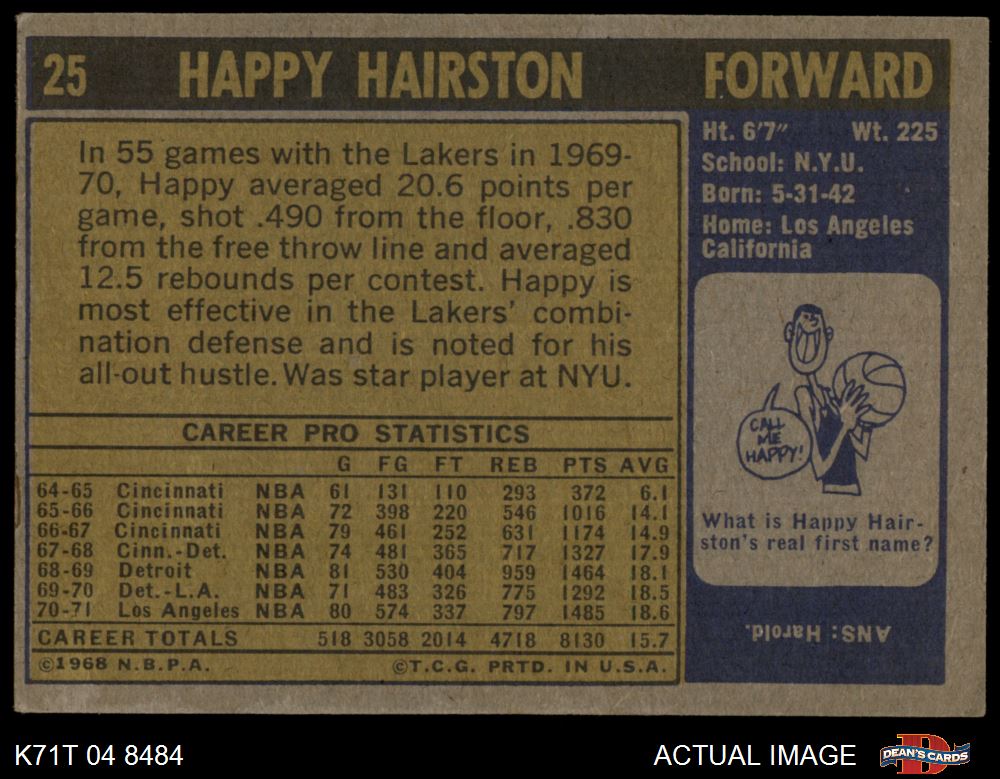 25 HAPPY HAIRSTON FORWARD
In 55 games with the Lakers in 1969-
70, Happy averaged 20.6 points per
game, shot .490 from the floor, .830
from the free throw line and averaged
12.5 rebounds per contest. Happy is
most effective in the Lakers' combi-
nation defense and is noted for his
all-out hustle. Was star player at NYU.
CAREER PRO STATISTICS
G FG FT REB PTS AVG
64-65 Cincinnati NBA 61 131 110 293 372 6.1
65-66 Cincinnati NBA 72 398 220 546 1016 14.1
66-67 Cincinnati NBA 79 461 252 631 1174 14.9
67-68 Cinn.-Det. NBA 74 481 365 717 1327 17.9
68-69 Detroit NBA 81 530 404 959 1464 18.1
69-70 Det.-L.A. NBA 71 483 326 775 1292 18.5
70-71 Los Angeles NBA 80 574 337 797 1485 18.6
CAREER TOTALS 518 3058 2014 4718 8130 15.7
©1968 N.B.P.A. ©T.C.G. PRTD. IN U.S.A.
Ht. 6'7" Wt. 225
School: N.Y.U.
Born: 5-31-42
Home: Los Angeles
California
CALL
ME
HAPPY!
What is Happy Hair-
ston's real first name?
ANS: Harold.
K71T 04 8484 ACTUAL IMAGE DEAN'S CARDS